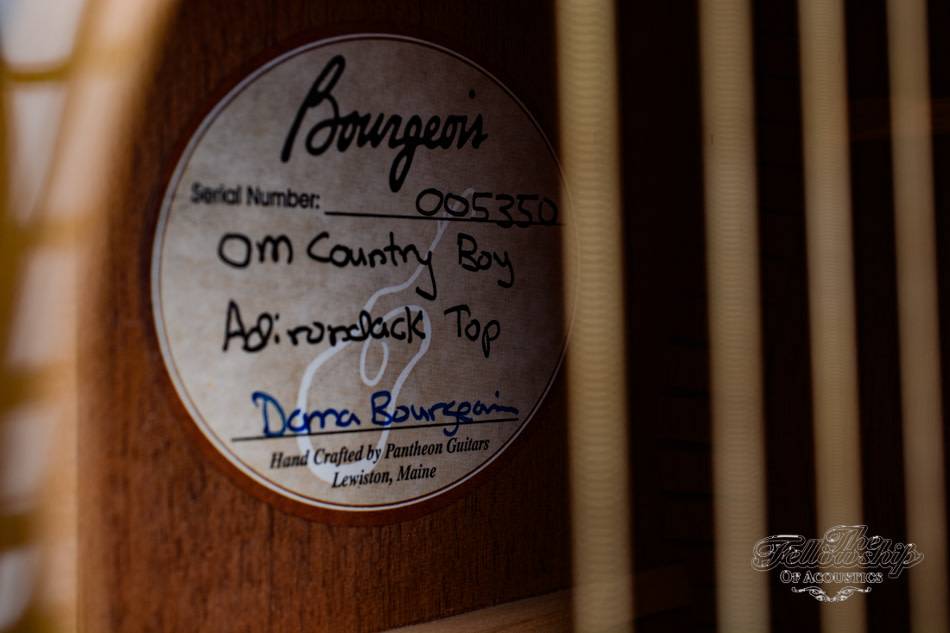 Bourgeois
Serial Number: 005350
OM Country Boy
Adirondack Top
Dana Bourgeois
Hand Crafted by Pantheon Guitars
Lewiston, Maine
The
Fellowship
Of Acoustics